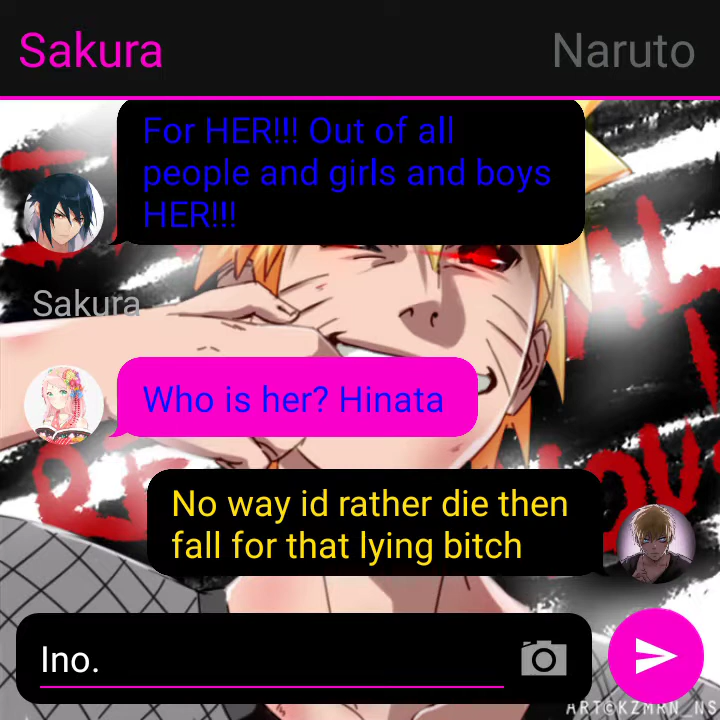 Sakura
Naruto
For HER!!! Out of all
people and girls and boys
HER!!!
Sakura
Who is her? Hinata
No way id rather die then
fall for that lying bitch
Ino.
ART©KZMRN_NS